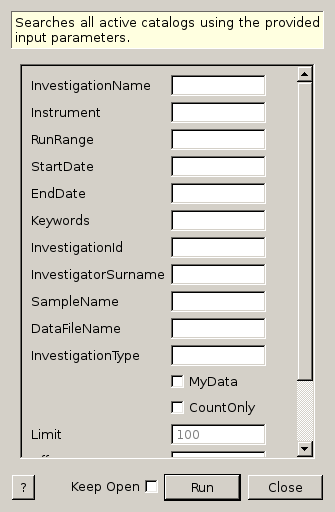 Searches all active catalogs using the provided
input parameters.
InvestigationName
Instrument
RunRange
StartDate
EndDate
Keywords
InvestigationId
InvestigatorSurname
SampleName
DataFileName
InvestigationType
MyData
CountOnly
Limit 100
? Keep Open Run Close